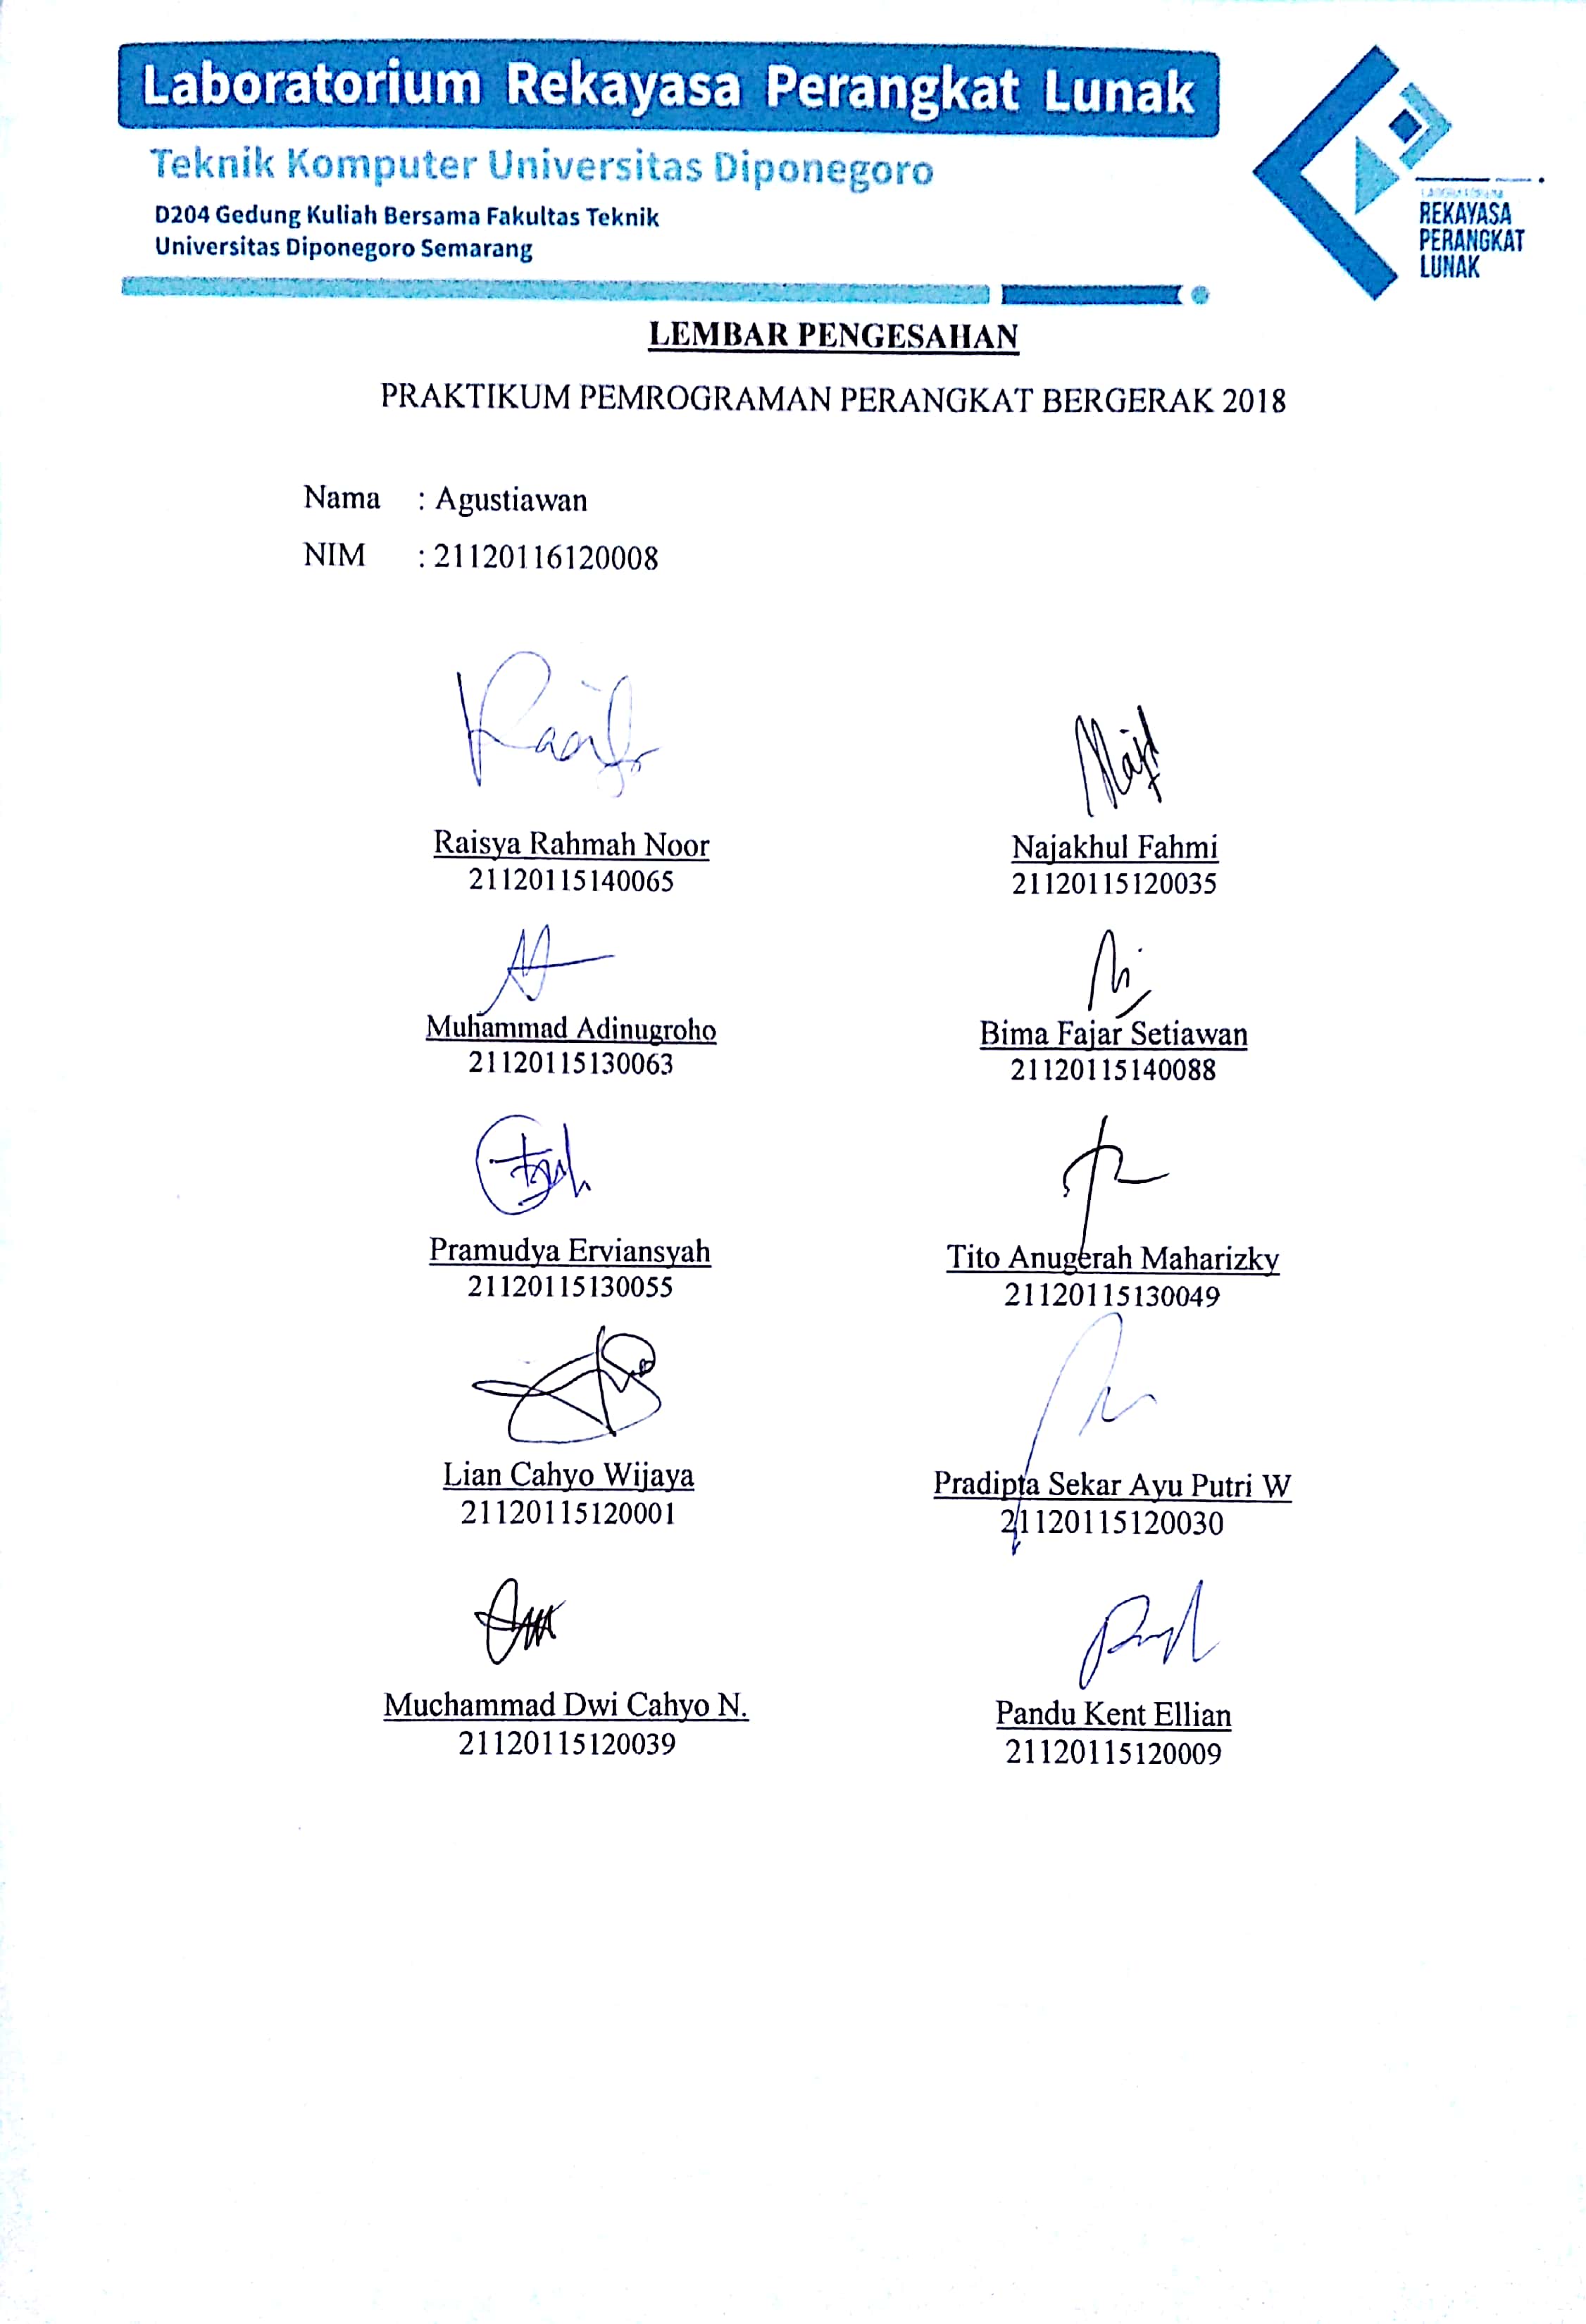 Laboratorium Rekayasa Perangkat Lunak
Teknik Komputer Universitas Diponegoro
D204 Gedung Kuliah Bersama Fakultas Teknik
Universitas Diponegoro Semarang
LABORATORIUM
REKAYASA
PERANGKAT
LUNAK
LEMBAR PENGESAHAN
PRAKTIKUM PEMROGRAMAN PERANGKAT BERGERAK 2018
Nama : Agustiawan
NIM : 21120116120008
Raisya Rahmah Noor
21120115140065
Najakhul Fahmi
21120115120035
Muhammad Adinugroho
21120115130063
Bima Fajar Setiawan
21120115140088
Pramudya Erviansyah
21120115130055
Tito Anugerah Maharizky
21120115130049
Lian Cahyo Wijaya
21120115120001
Pradipta Sekar Ayu Putri W
21120115120030
Muchammad Dwi Cahyo N.
21120115120039
Pandu Kent Ellian
21120115120009